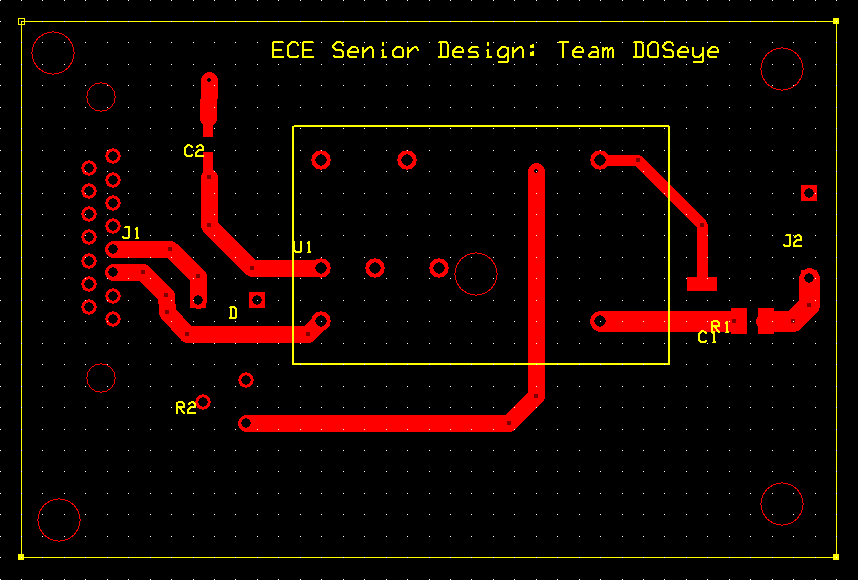 ECE Senior Design: Team DOSeye
C2
J1
U1
J2
D
R1
C1
R2